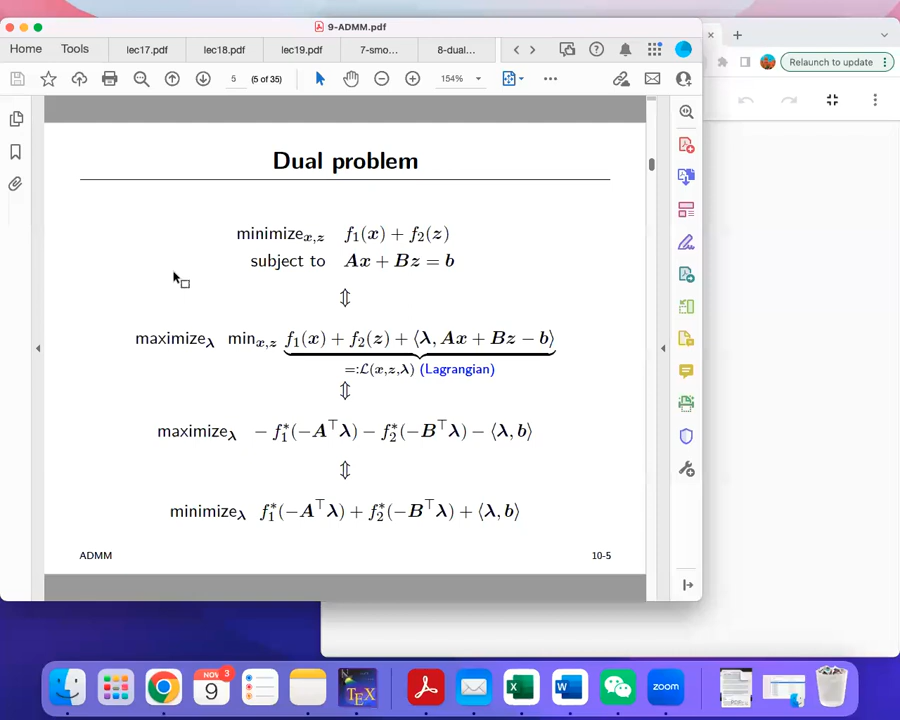 9-ADMM.pdf
Home Tools lec17.pdf lec18.pdf lec19.pdf 7-smo... 8-dual...
Relaunch to update
5 (5 of 35) 154%
Dual problem
minimize_{x,z} f_1(x) + f_2(z)
subject to Ax + Bz = b
⇕
maximize_λ min_{x,z} f_1(x) + f_2(z) + ⟨λ, Ax + Bz − b⟩
=:ℒ(x,z,λ) (Lagrangian)
⇕
maximize_λ − f_1^*(−A^⊤λ) − f_2^*(−B^⊤λ) − ⟨λ, b⟩
⇕
minimize_λ f_1^*(−A^⊤λ) + f_2^*(−B^⊤λ) + ⟨λ, b⟩
ADMM 10-5
NOV
9
3
TEX
X
W
zoom